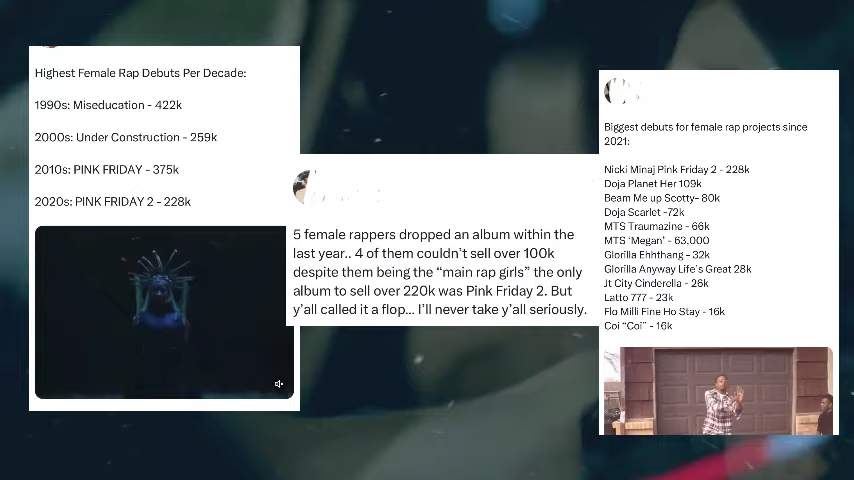 Highest Female Rap Debuts Per Decade:
1990s: Miseducation - 422k
2000s: Under Construction - 259k
2010s: PINK FRIDAY - 375k
2020s: PINK FRIDAY 2 - 228k
5 female rappers dropped an album within the
last year.. 4 of them couldn't sell over 100k
despite them being the “main rap girls” the only
album to sell over 220k was Pink Friday 2. But
y'all called it a flop... I'll never take y'all seriously.
Biggest debuts for female rap projects since
2021:
Nicki Minaj Pink Friday 2 - 228k
Doja Planet Her 109k
Beam Me up Scotty- 80k
Doja Scarlet -72k
MTS Traumazine - 66k
MTS ‘Megan’ - 63,000
Glorilla Ehhthang - 32k
Glorilla Anyway Life's Great 28k
Jt City Cinderella - 26k
Latto 777 - 23k
Flo Milli Fine Ho Stay - 16k
Coi “Coi” - 16k